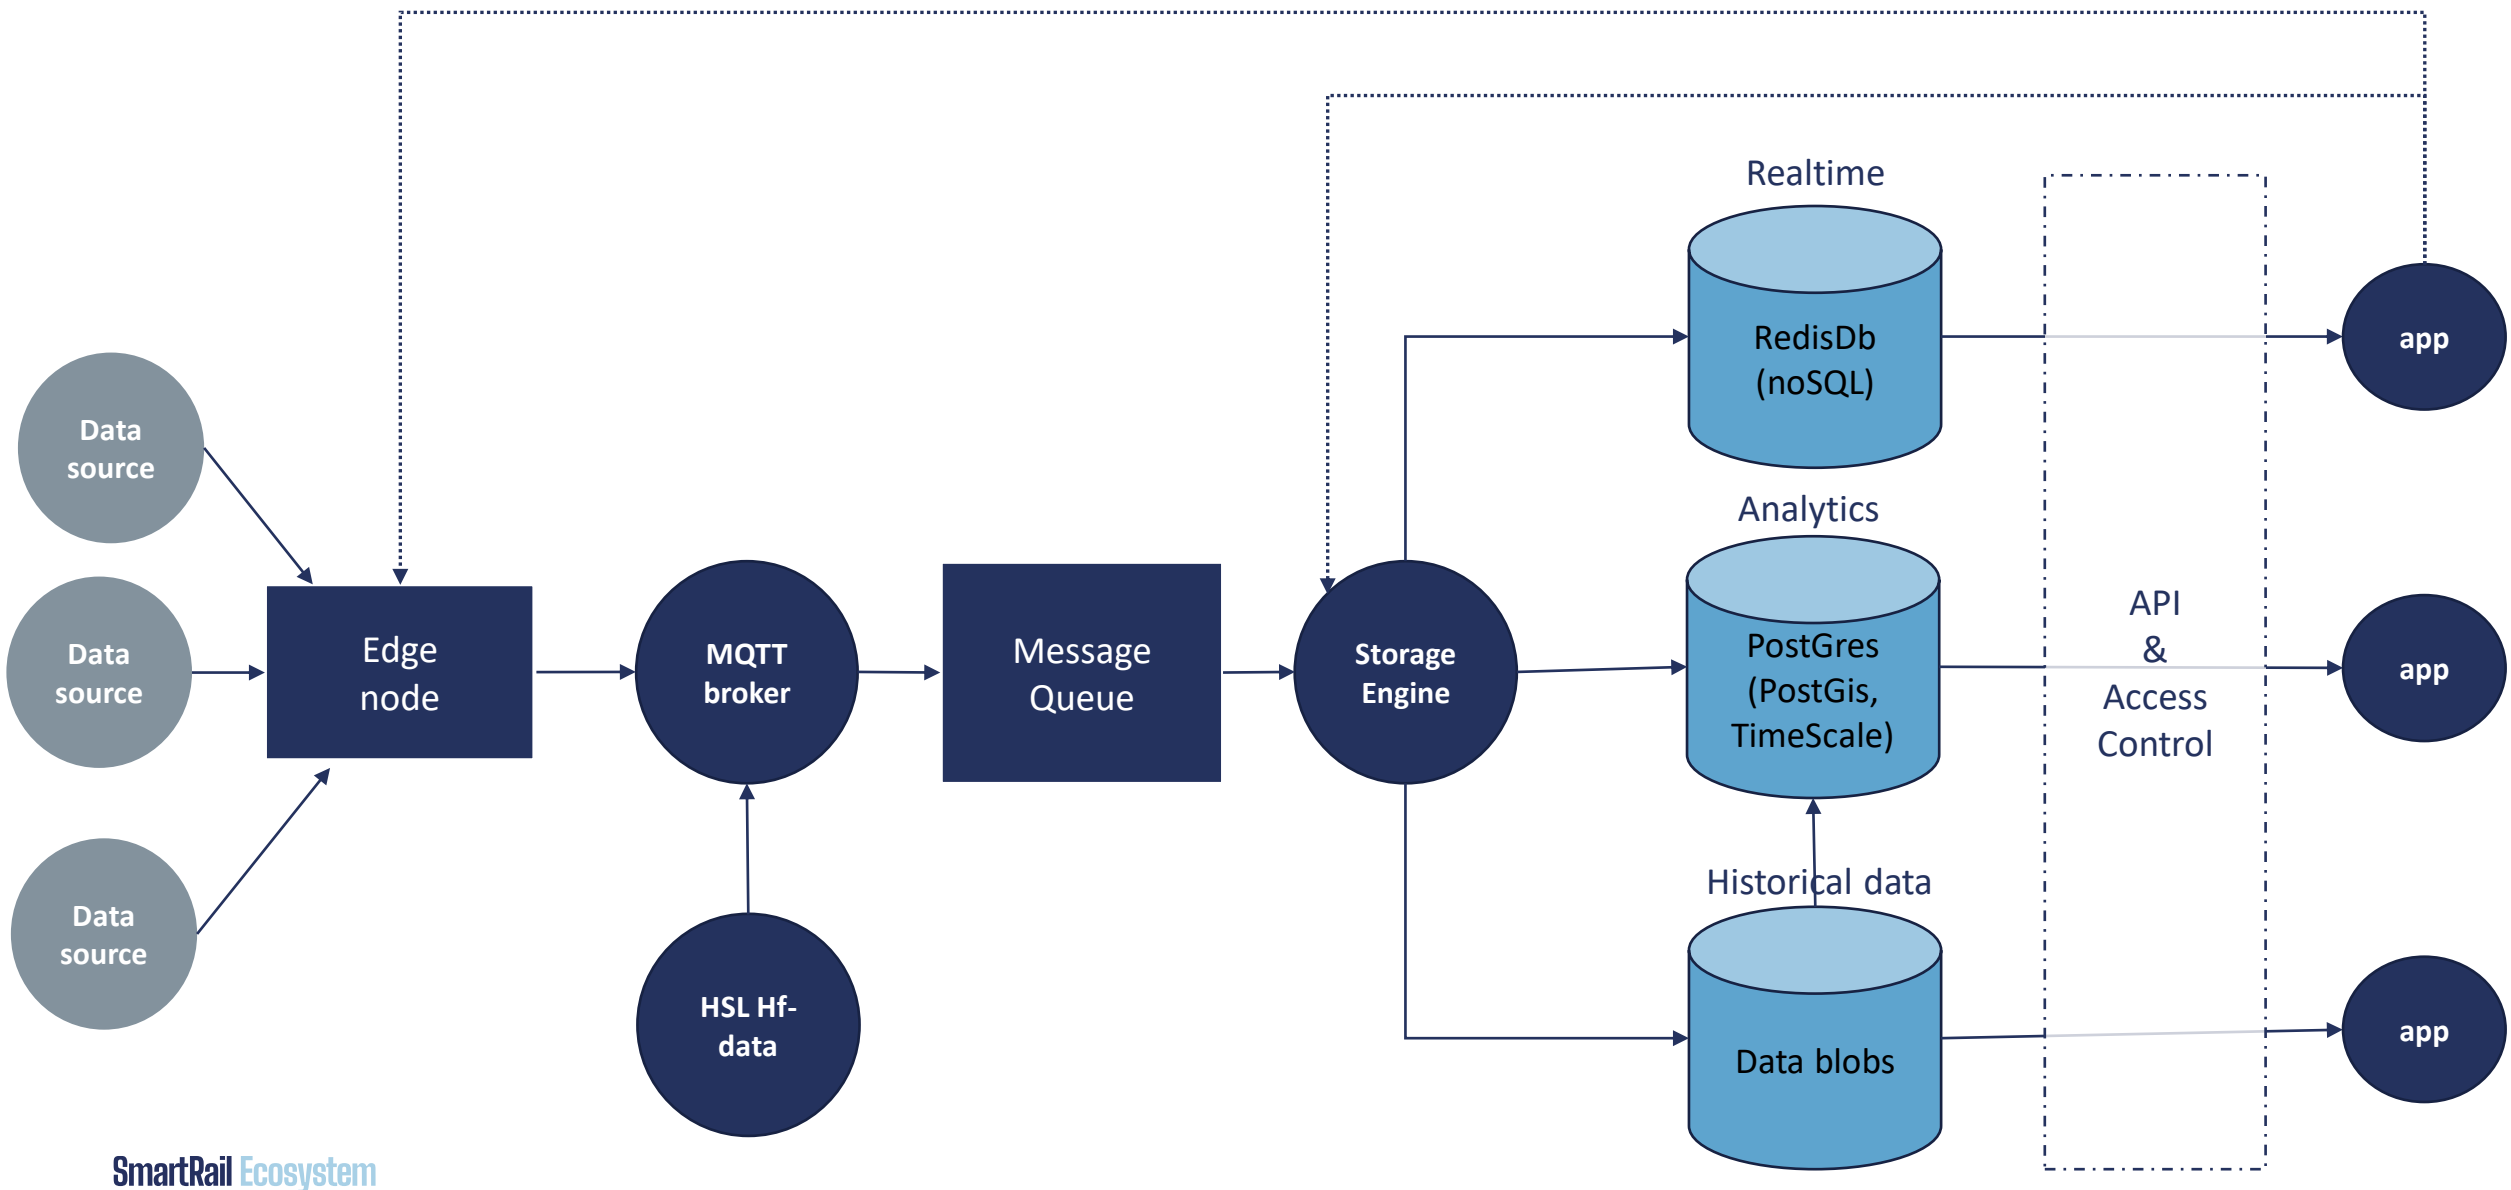 Realtime
RedisDb
(noSQL)
app
Data
source
Analytics
Data
source
Edge
node
MQTT
broker
Message
Queue
Storage
Engine
PostGres
(PostGis,
TimeScale)
API
&
Access
Control
app
Historical data
Data
source
HSL Hf-
data
Data blobs
app
SmartRail Ecosystem